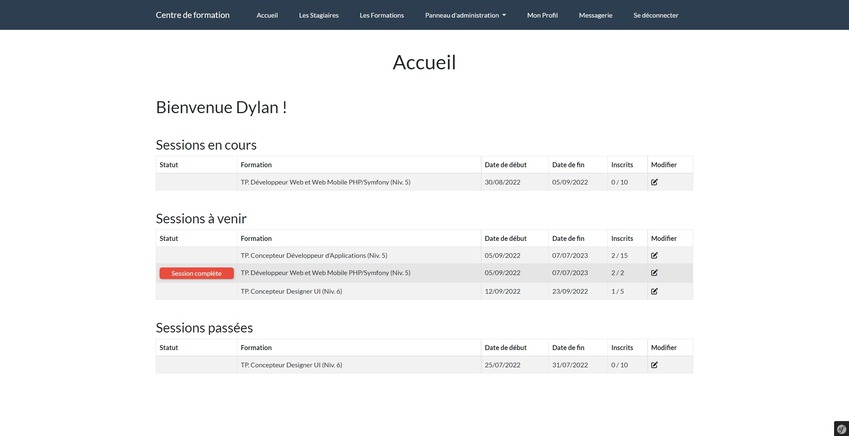 Centre de formation Accueil Les Stagiaires Les Formations Panneau d'administration Mon Profil Messagerie Se déconnecter
Accueil
Bienvenue Dylan !
Sessions en cours
Statut Formation Date de début Date de fin Inscrits Modifier
TP. Développeur Web et Web Mobile PHP/Symfony (Niv. 5) 30/08/2022 05/09/2022 0 / 10
Sessions à venir
Statut Formation Date de début Date de fin Inscrits Modifier
TP. Concepteur Développeur d'Applications (Niv. 5) 05/09/2022 07/07/2023 2 / 15
Session complète TP. Développeur Web et Web Mobile PHP/Symfony (Niv. 5) 05/09/2022 07/07/2023 2 / 2
TP. Concepteur Designer UI (Niv. 6) 12/09/2022 23/09/2022 1 / 5
Sessions passées
Statut Formation Date de début Date de fin Inscrits Modifier
TP. Concepteur Designer UI (Niv. 6) 25/07/2022 31/07/2022 0 / 10